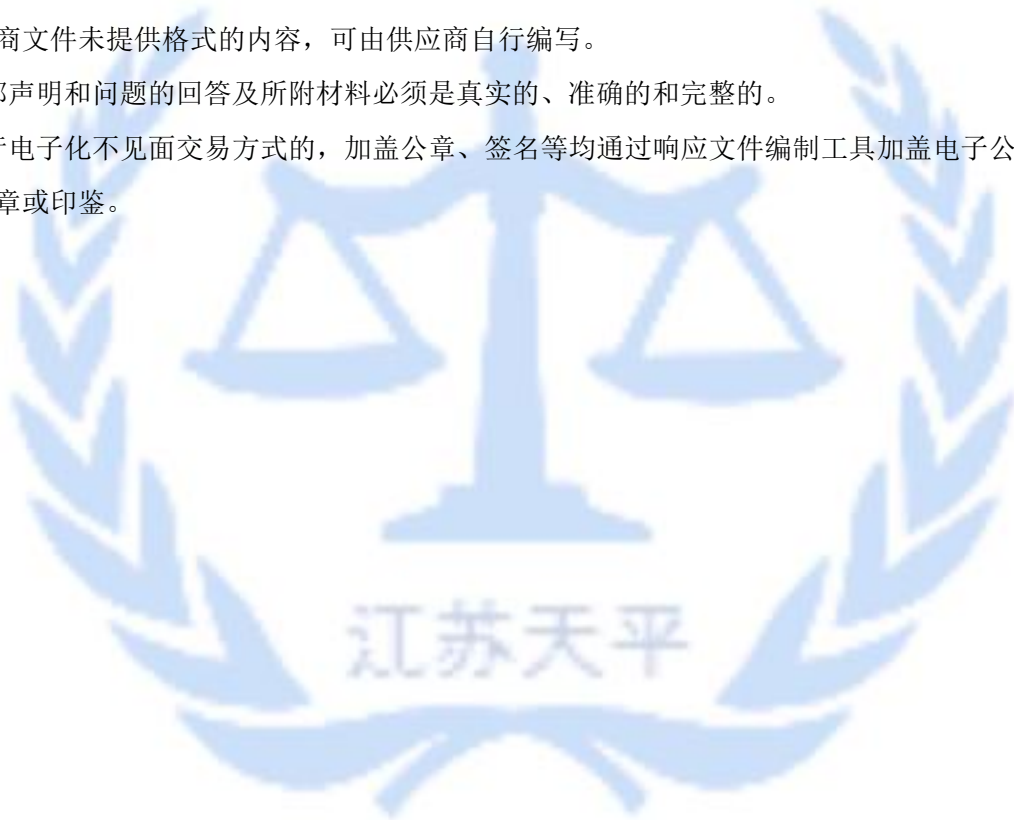 商文件未提供格式的内容，可由供应商自行编写。
声明和问题的回答及所附材料必须是真实的、准确的和完整的。
电子化不见面交易方式的，加盖公章、签名等均通过响应文件编制工具加盖电子公
章或印鉴。
江苏天平